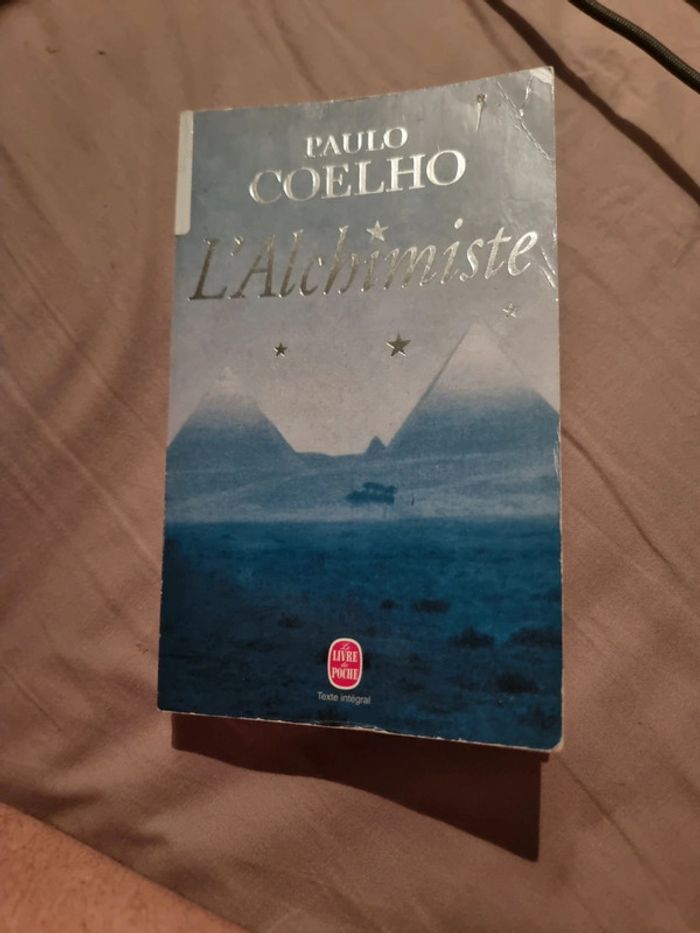 PAULO
COELHO
L'Alchimiste
Le
LIVRE
de
POCHE
Texte intégral